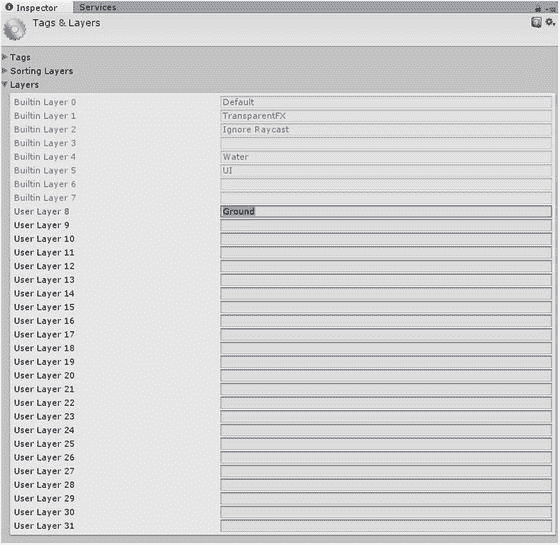 Inspector Services
Tags & Layers
Tags
Sorting Layers
Layers
Builtin Layer 0 Default
Builtin Layer 1 TransparentFX
Builtin Layer 2 Ignore Raycast
Builtin Layer 3
Builtin Layer 4 Water
Builtin Layer 5 UI
Builtin Layer 6
Builtin Layer 7
User Layer 8 Ground
User Layer 9
User Layer 10
User Layer 11
User Layer 12
User Layer 13
User Layer 14
User Layer 15
User Layer 16
User Layer 17
User Layer 18
User Layer 19
User Layer 20
User Layer 21
User Layer 22
User Layer 23
User Layer 24
User Layer 25
User Layer 26
User Layer 27
User Layer 28
User Layer 29
User Layer 30
User Layer 31